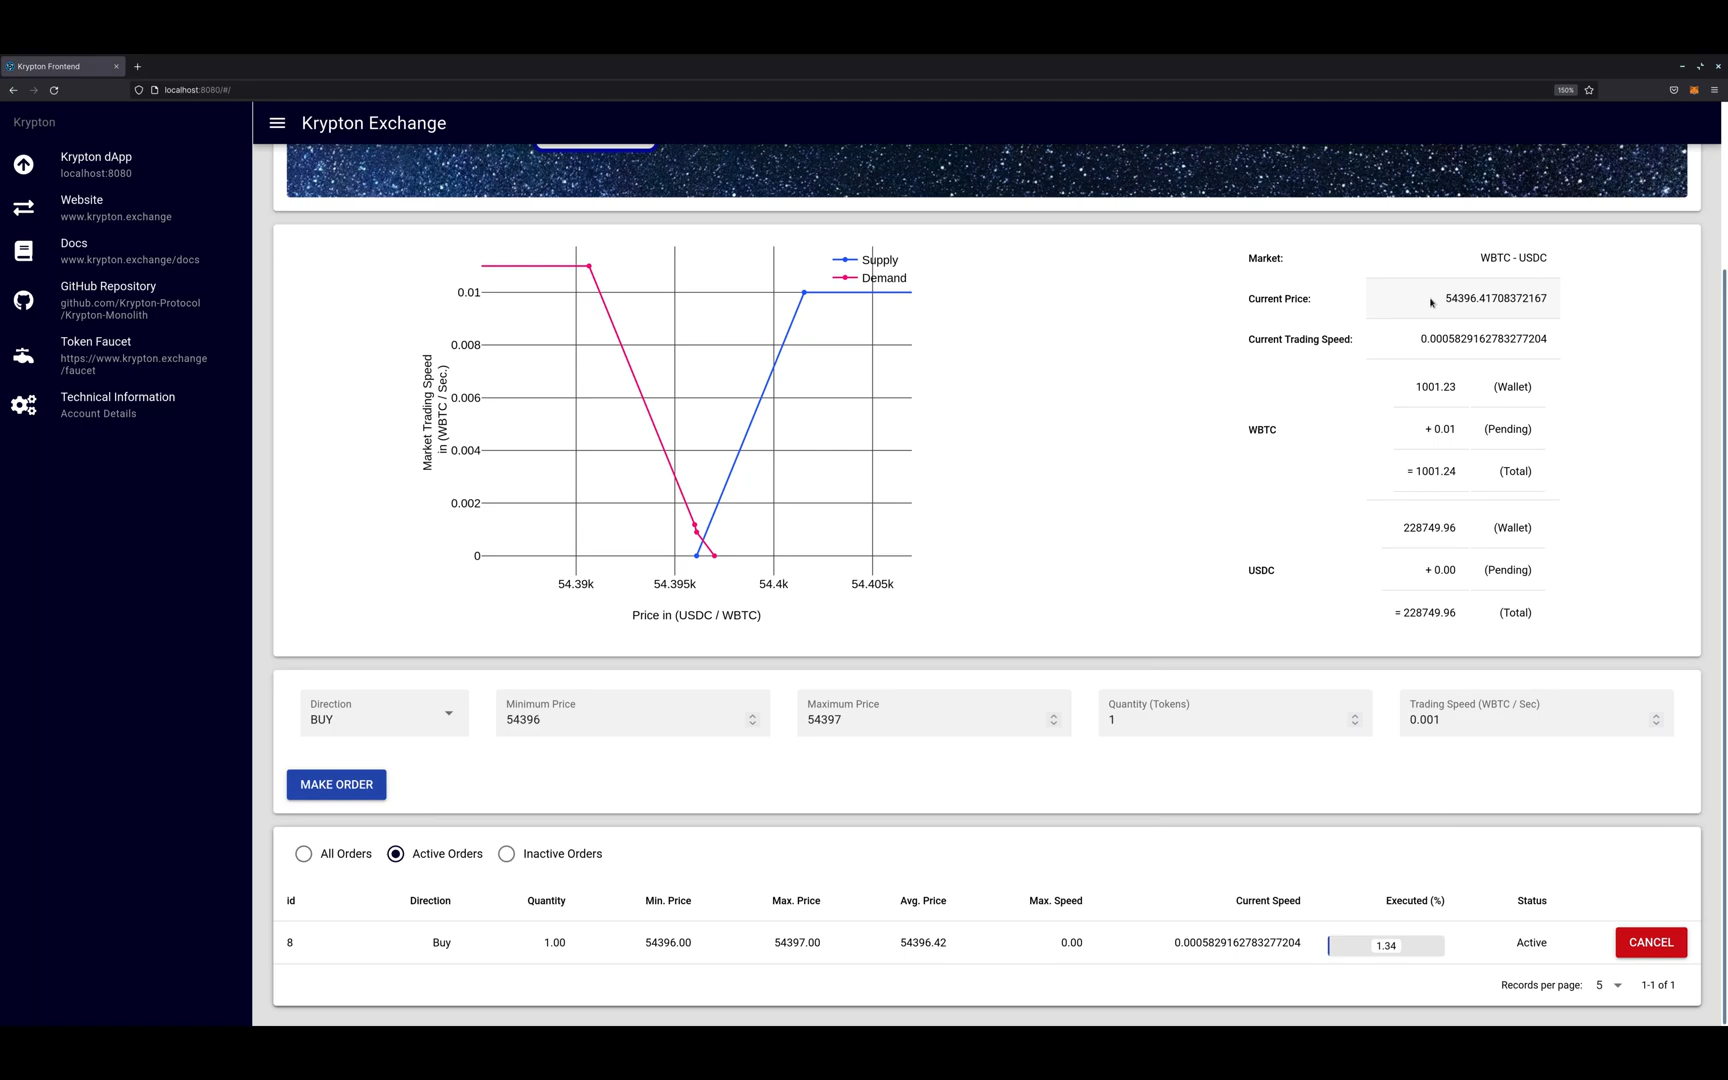 Krypton Frontend
localhost:8080/#/
150%
Krypton
Krypton dApp
localhost:8080
Website
www.krypton.exchange
Docs
www.krypton.exchange/docs
GitHub Repository
github.com/Krypton-Protocol
/Krypton-Monolith
Token Faucet
https://www.krypton.exchange
/faucet
Technical Information
Account Details
Krypton Exchange
Supply
Demand
0.01
0.008
0.006
0.004
0.002
0
Market Trading Speed
in (WBTC / Sec.)
54.39k 54.395k 54.4k 54.405k
Price in (USDC / WBTC)
Market: WBTC - USDC
Current Price: 54396.41708372167
Current Trading Speed: 0.0005829162783277204
1001.23 (Wallet)
WBTC + 0.01 (Pending)
= 1001.24 (Total)
228749.96 (Wallet)
USDC + 0.00 (Pending)
= 228749.96 (Total)
Direction
BUY
Minimum Price
54396
Maximum Price
54397
Quantity (Tokens)
1
Trading Speed (WBTC / Sec)
0.001
MAKE ORDER
All Orders Active Orders Inactive Orders
id Direction Quantity Min. Price Max. Price Avg. Price Max. Speed Current Speed Executed (%) Status
8 Buy 1.00 54396.00 54397.00 54396.42 0.00 0.0005829162783277204 1.34 Active CANCEL
Records per page: 5 1-1 of 1